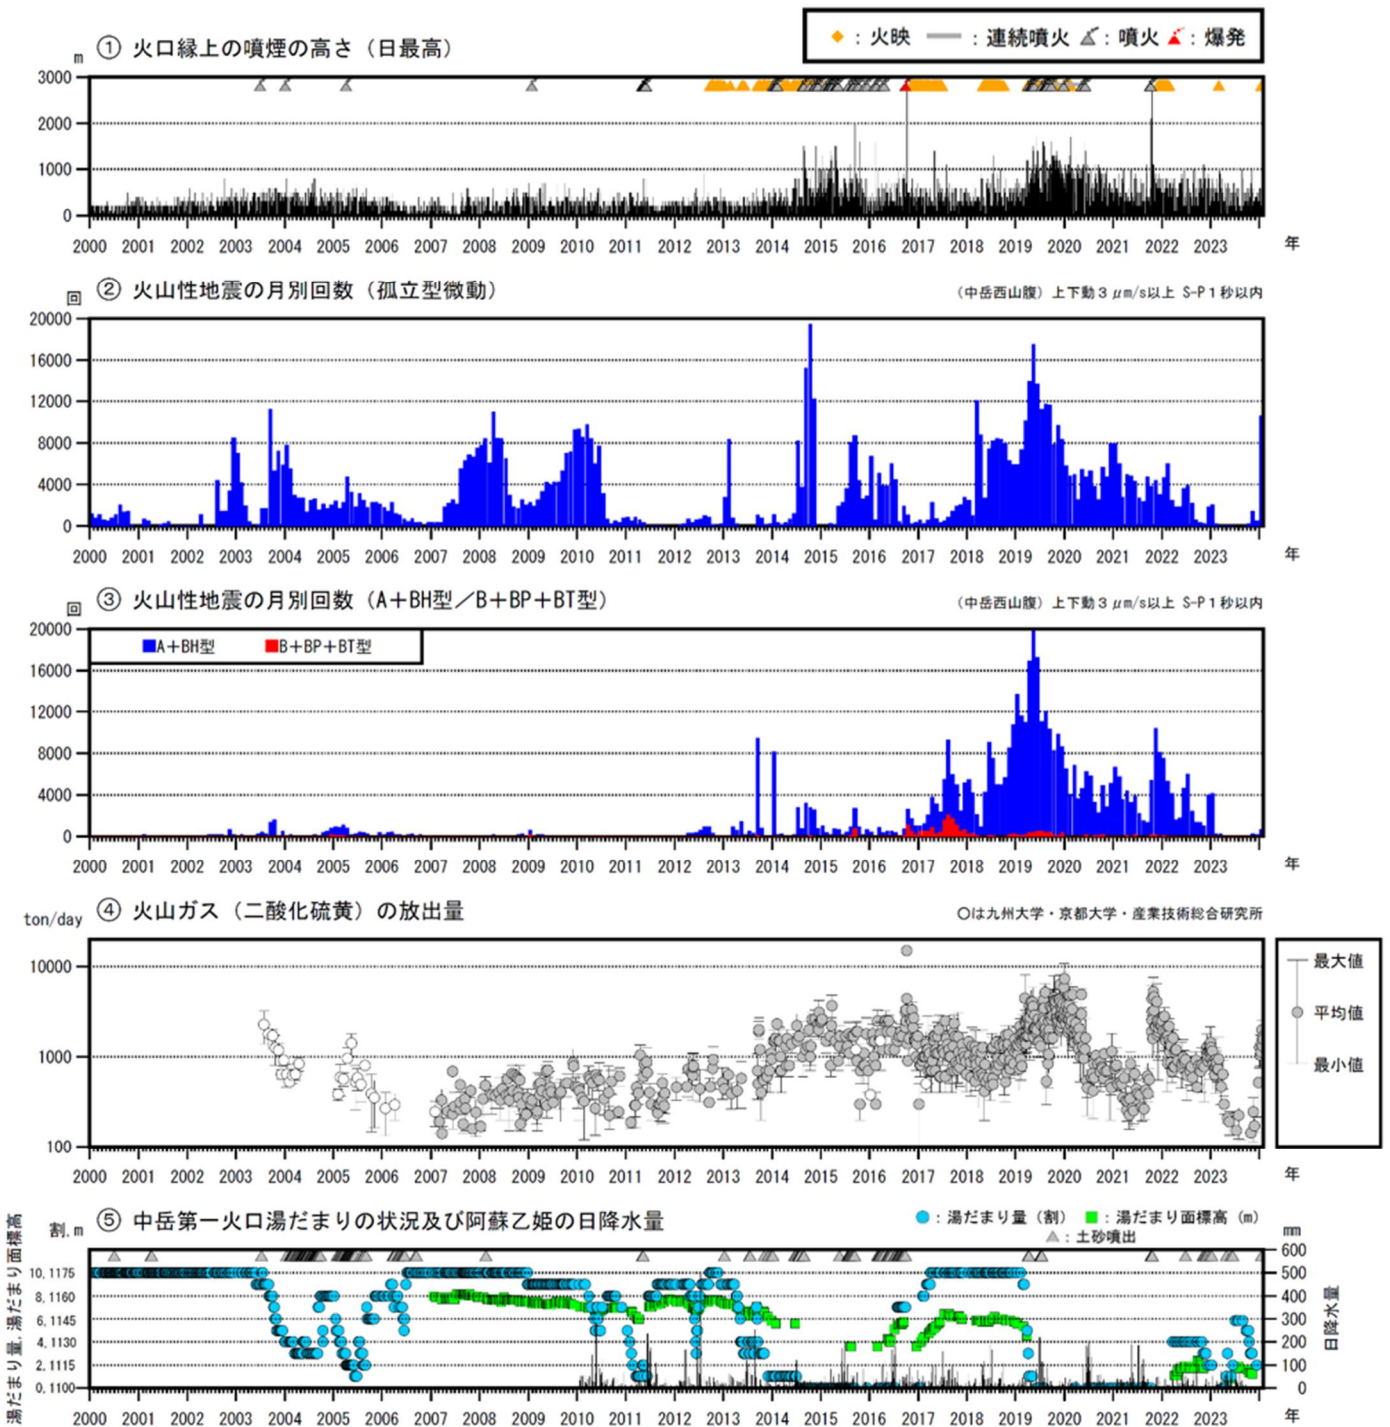 ① 火口縁上の噴煙の高さ（日最高）
：火映 ：連続噴火 ：噴火 ：爆発
m
3000
2000
1000
0
2000 2001 2002 2003 2004 2005 2006 2007 2008 2009 2010 2011 2012 2013 2014 2015 2016 2017 2018 2019 2020 2021 2022 2023 年
② 火山性地震の月別回数（孤立型微動）
（中岳西山腹）上下動３μm/s以上 S-P１秒以内
回
20000
16000
12000
8000
4000
0
2000 2001 2002 2003 2004 2005 2006 2007 2008 2009 2010 2011 2012 2013 2014 2015 2016 2017 2018 2019 2020 2021 2022 2023 年
③ 火山性地震の月別回数（A＋BH型／B＋BP＋BT型）
（中岳西山腹）上下動３μm/s以上 S-P１秒以内
回
A＋BH型 B＋BP＋BT型
20000
16000
12000
8000
4000
0
2000 2001 2002 2003 2004 2005 2006 2007 2008 2009 2010 2011 2012 2013 2014 2015 2016 2017 2018 2019 2020 2021 2022 2023 年
④ 火山ガス（二酸化硫黄）の放出量
○は九州大学・京都大学・産業技術総合研究所
ton/day
10000
1000
100
最大値
平均値
最小値
2000 2001 2002 2003 2004 2005 2006 2007 2008 2009 2010 2011 2012 2013 2014 2015 2016 2017 2018 2019 2020 2021 2022 2023 年
⑤ 中岳第一火口湯だまりの状況及び阿蘇乙姫の日降水量
：湯だまり量（割） ：湯だまり面標高（m）
：土砂噴出
割,m
湯だまり量, 湯だまり面標高
10, 1175
8, 1160
6, 1145
4, 1130
2, 1115
0, 1100
mm
600
500
400
300
200
100
0
日降水量
2000 2001 2002 2003 2004 2005 2006 2007 2008 2009 2010 2011 2012 2013 2014 2015 2016 2017 2018 2019 2020 2021 2022 2023 年